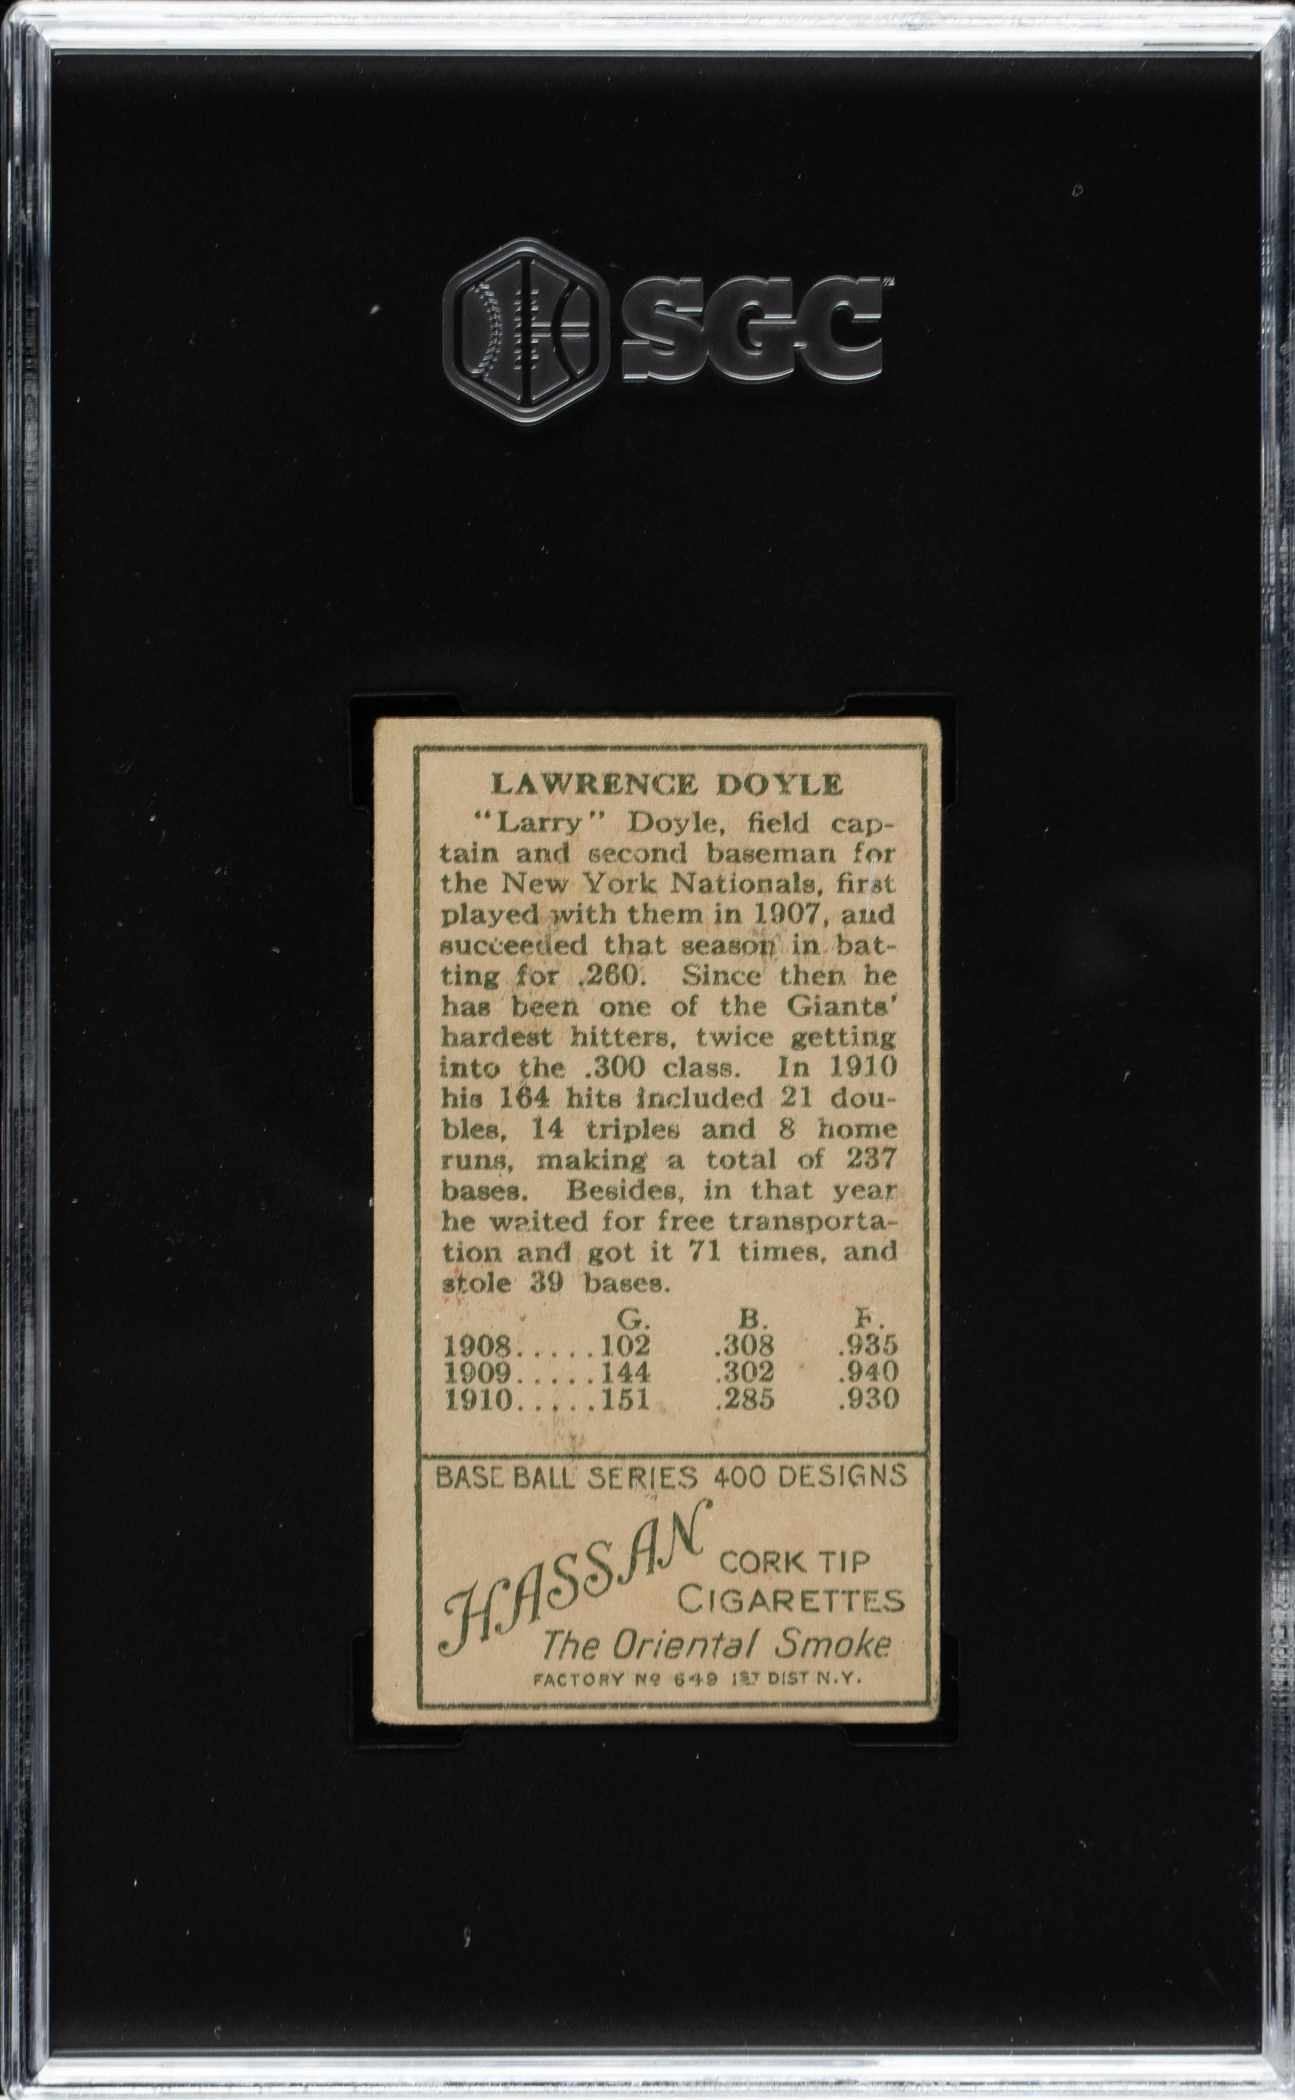 SGC
LAWRENCE DOYLE
"Larry" Doyle, field cap-
tain and second baseman for
the New York Nationals, first
played with them in 1907, and
succeeded that season in bat-
ting for .260. Since then he
has been one of the Giants'
hardest hitters, twice getting
into the .300 class. In 1910
his 164 hits included 21 dou-
bles, 14 triples and 8 home
runs, making a total of 237
bases. Besides, in that year
he waited for free transporta-
tion and got it 71 times, and
stole 39 bases.
G. B. F.
1908.....102 .308 .935
1909.....144 .302 .940
1910.....151 .285 .930
BASE BALL SERIES 400 DESIGNS
HASSAN CORK TIP
CIGARETTES
The Oriental Smoke
FACTORY No 649 1ST DIST N.Y.